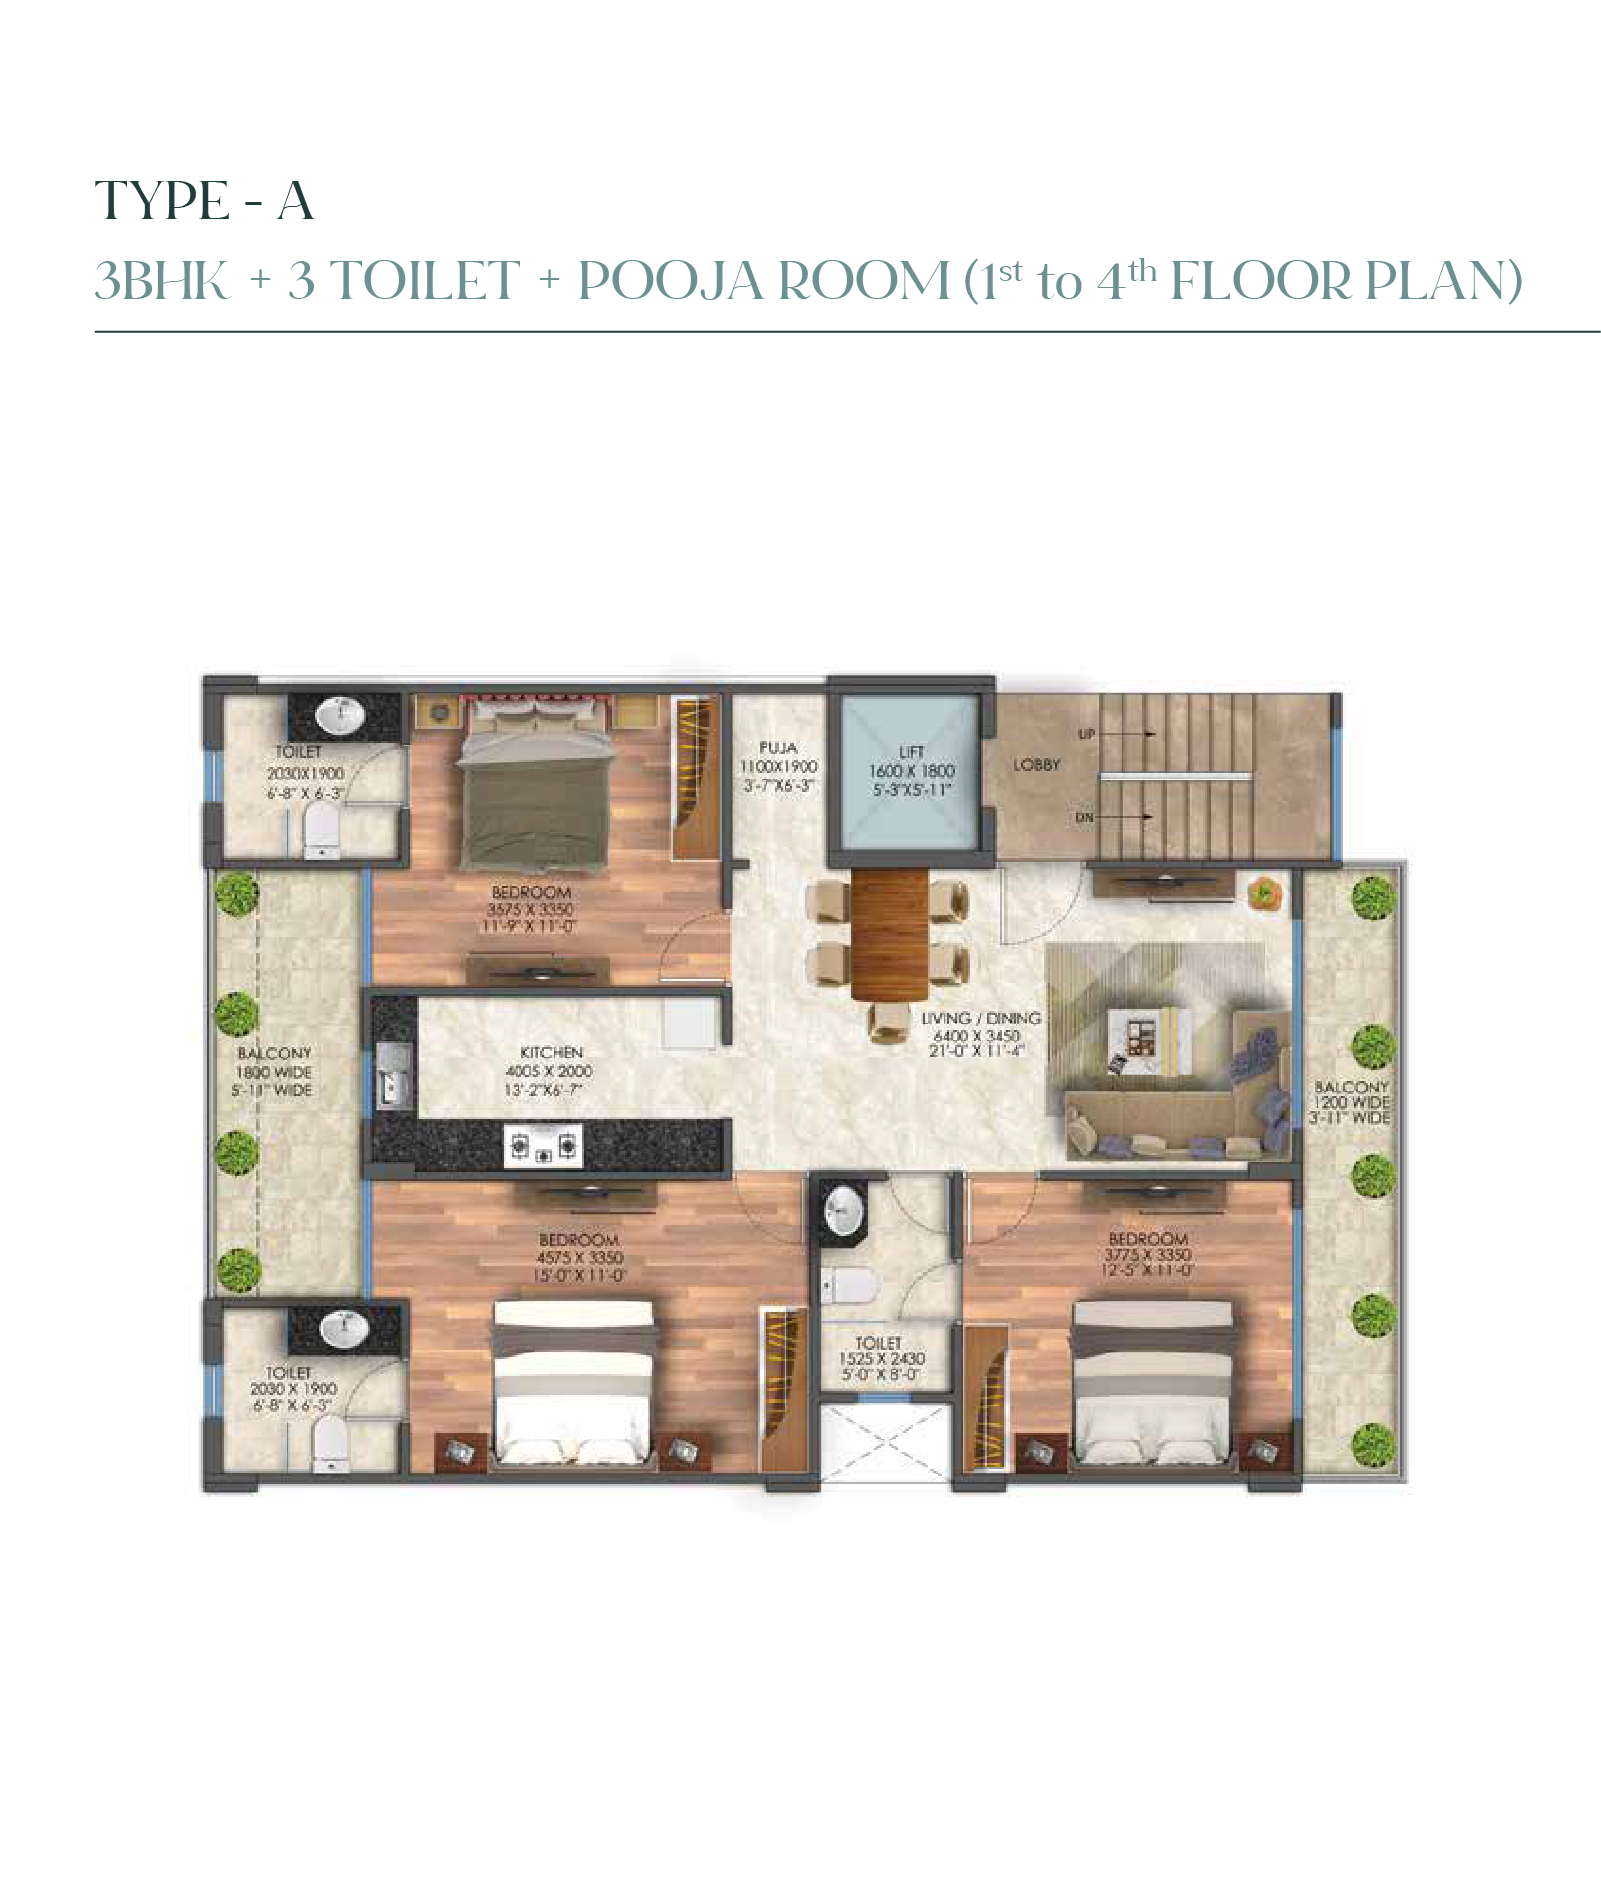 TYPE - A
3BHK + 3 TOILET + POOJA ROOM (1st to 4th FLOOR PLAN)
TOILET
2030X1900
6'-8" X 6'-3"
PUJA
1100X1900
3'-7"X6'-3"
LIFT
1600 X 1800
5'-3"X5'-11"
LOBBY
UP
DN
BEDROOM
3575 X 3350
11'-9" X 11'-0"
LIVING / DINING
6400 X 3450
21'-0" X 11'-4"
KITCHEN
4005 X 2000
13'-2"X6'-7"
BALCONY
1800 WIDE
5'-11" WIDE
BALCONY
1200 WIDE
3'-11" WIDE
BEDROOM
4575 X 3350
15'-0" X 11'-0"
BEDROOM
3775 X 3350
12'-5" X 11'-0"
TOILET
1525 X 2430
5'-0" X 8'-0"
TOILET
2030 X 1900
6'-8" X 6'-3"